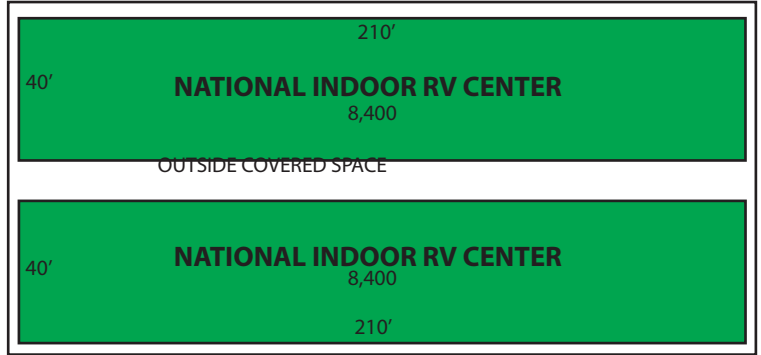 210′
40′
NATIONAL INDOOR RV CENTER
8,400
OUTSIDE COVERED SPACE
NATIONAL INDOOR RV CENTER
40′
8,400
210′